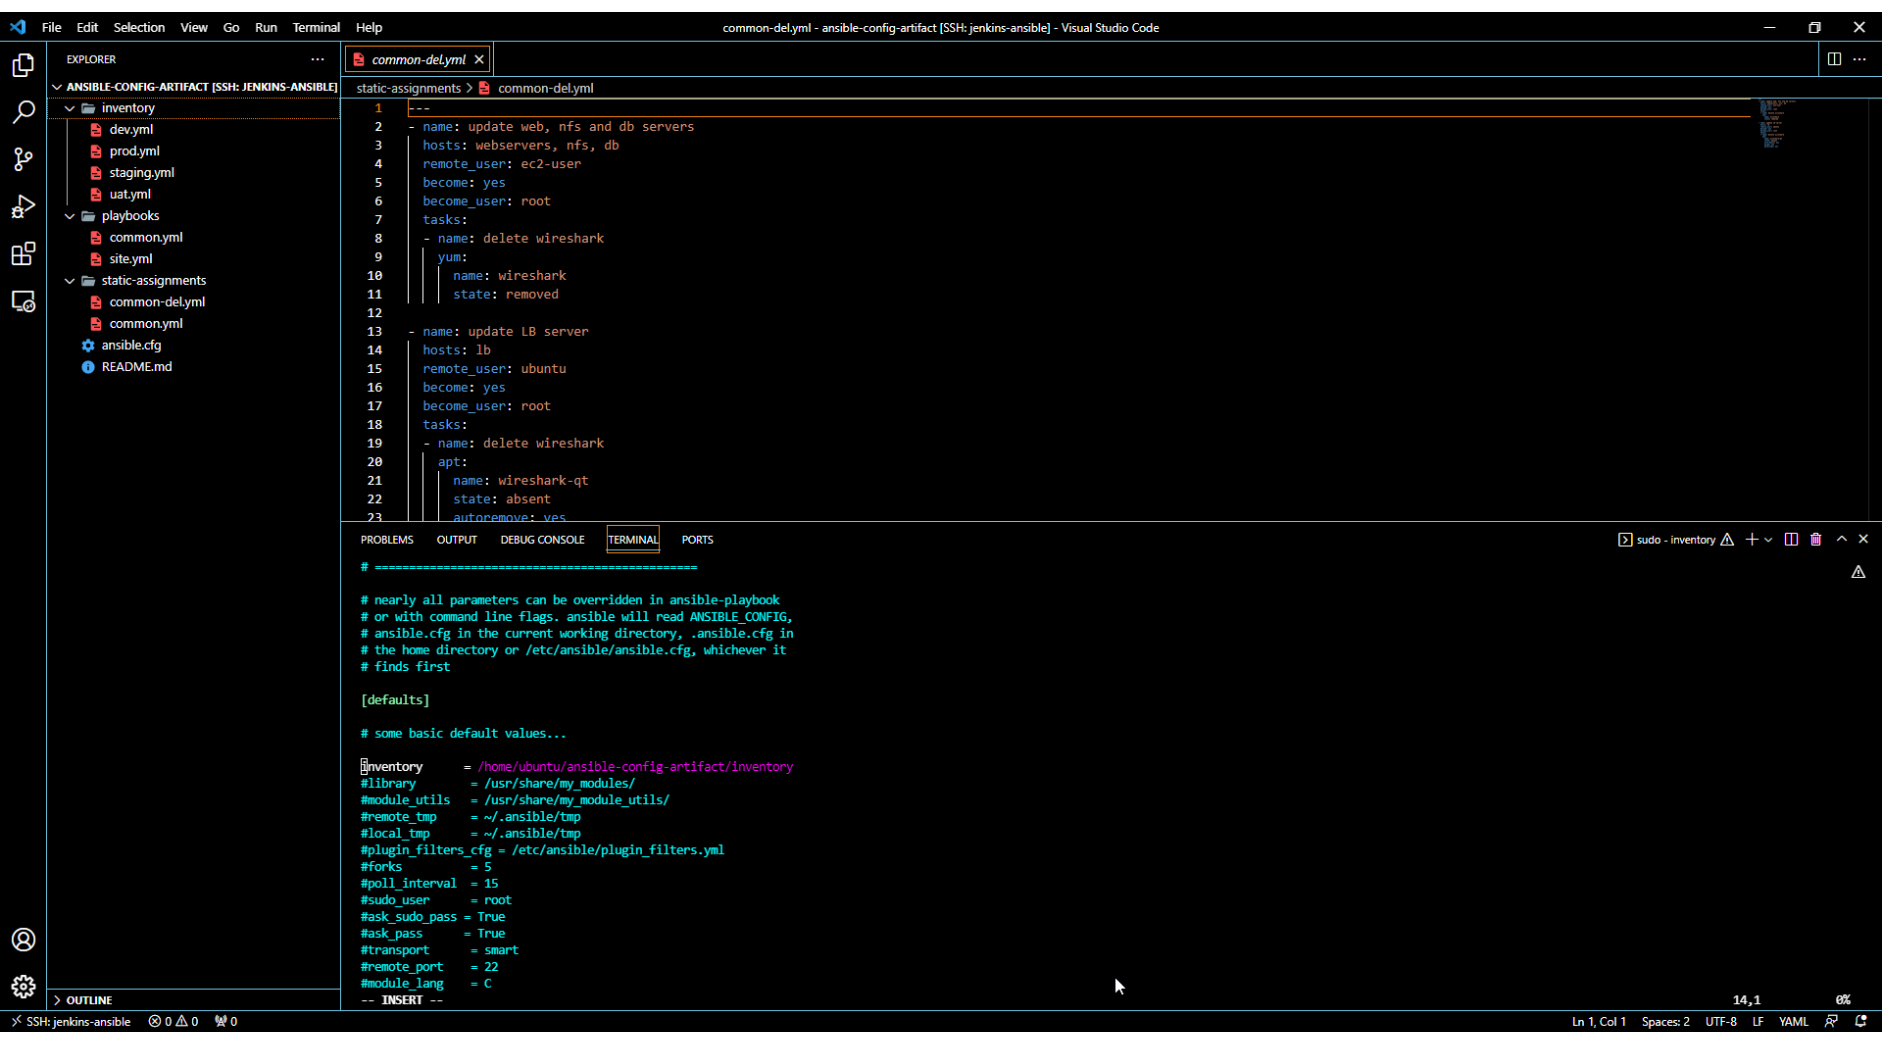 File Edit Selection View Go Run Terminal Help
common-del.yml - ansible-config-artifact [SSH: jenkins-ansible] - Visual Studio Code
EXPLORER
ANSIBLE-CONFIG-ARTIFACT [SSH: JENKINS-ANSIBLE]
inventory
dev.yml
prod.yml
staging.yml
uat.yml
playbooks
common.yml
site.yml
static-assignments
common-del.yml
common.yml
ansible.cfg
README.md
OUTLINE
common-del.yml
static-assignments > common-del.yml
1 ---
2 - name: update web, nfs and db servers
3 hosts: webservers, nfs, db
4 remote_user: ec2-user
5 become: yes
6 become_user: root
7 tasks:
8 - name: delete wireshark
9 yum:
10 name: wireshark
11 state: removed
12
13 - name: update LB server
14 hosts: lb
15 remote_user: ubuntu
16 become: yes
17 become_user: root
18 tasks:
19 - name: delete wireshark
20 apt:
21 name: wireshark-qt
22 state: absent
23 autoremove: yes
PROBLEMS OUTPUT DEBUG CONSOLE TERMINAL PORTS
sudo - inventory
# ===============================================
# nearly all parameters can be overridden in ansible-playbook
# or with command line flags. ansible will read ANSIBLE_CONFIG,
# ansible.cfg in the current working directory, .ansible.cfg in
# the home directory or /etc/ansible/ansible.cfg, whichever it
# finds first
[defaults]
# some basic default values...
inventory = /home/ubuntu/ansible-config-artifact/inventory
#library = /usr/share/my_modules/
#module_utils = /usr/share/my_module_utils/
#remote_tmp = ~/.ansible/tmp
#local_tmp = ~/.ansible/tmp
#plugin_filters_cfg = /etc/ansible/plugin_filters.yml
#forks = 5
#poll_interval = 15
#sudo_user = root
#ask_sudo_pass = True
#ask_pass = True
#transport = smart
#remote_port = 22
#module_lang = C
-- INSERT --
14,1 0%
SSH: jenkins-ansible 0 0 0
Ln 1, Col 1 Spaces: 2 UTF-8 LF YAML